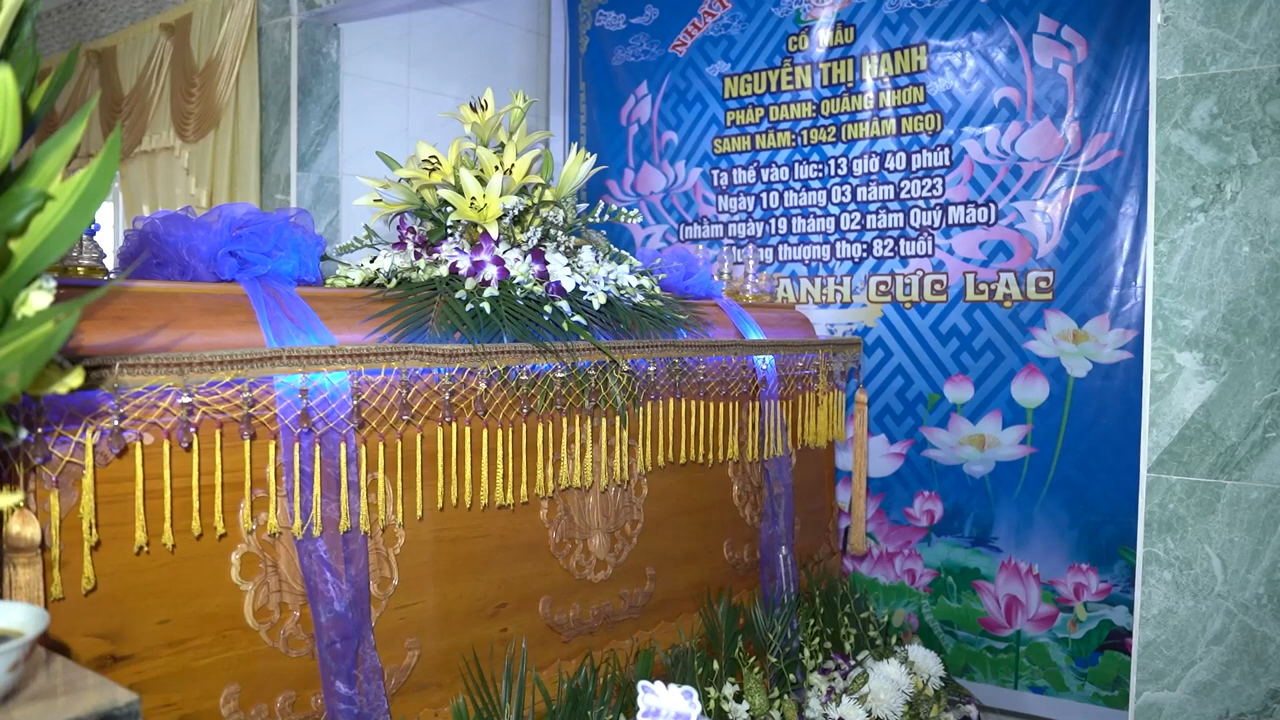 NHẤT
CỐ MẪU
NGUYỄN THỊ HẠNH
PHÁP DANH: QUẢNG NHƠN
SANH NĂM: 1942 (NHÂM NGỌ)
Tạ thế vào lúc: 13 giờ 40 phút
Ngày 10 tháng 03 năm 2023
(nhằm ngày 19 tháng 02 năm Quý Mão)
thượng thọ: 82 tuổi
ANH CỰC LẠC